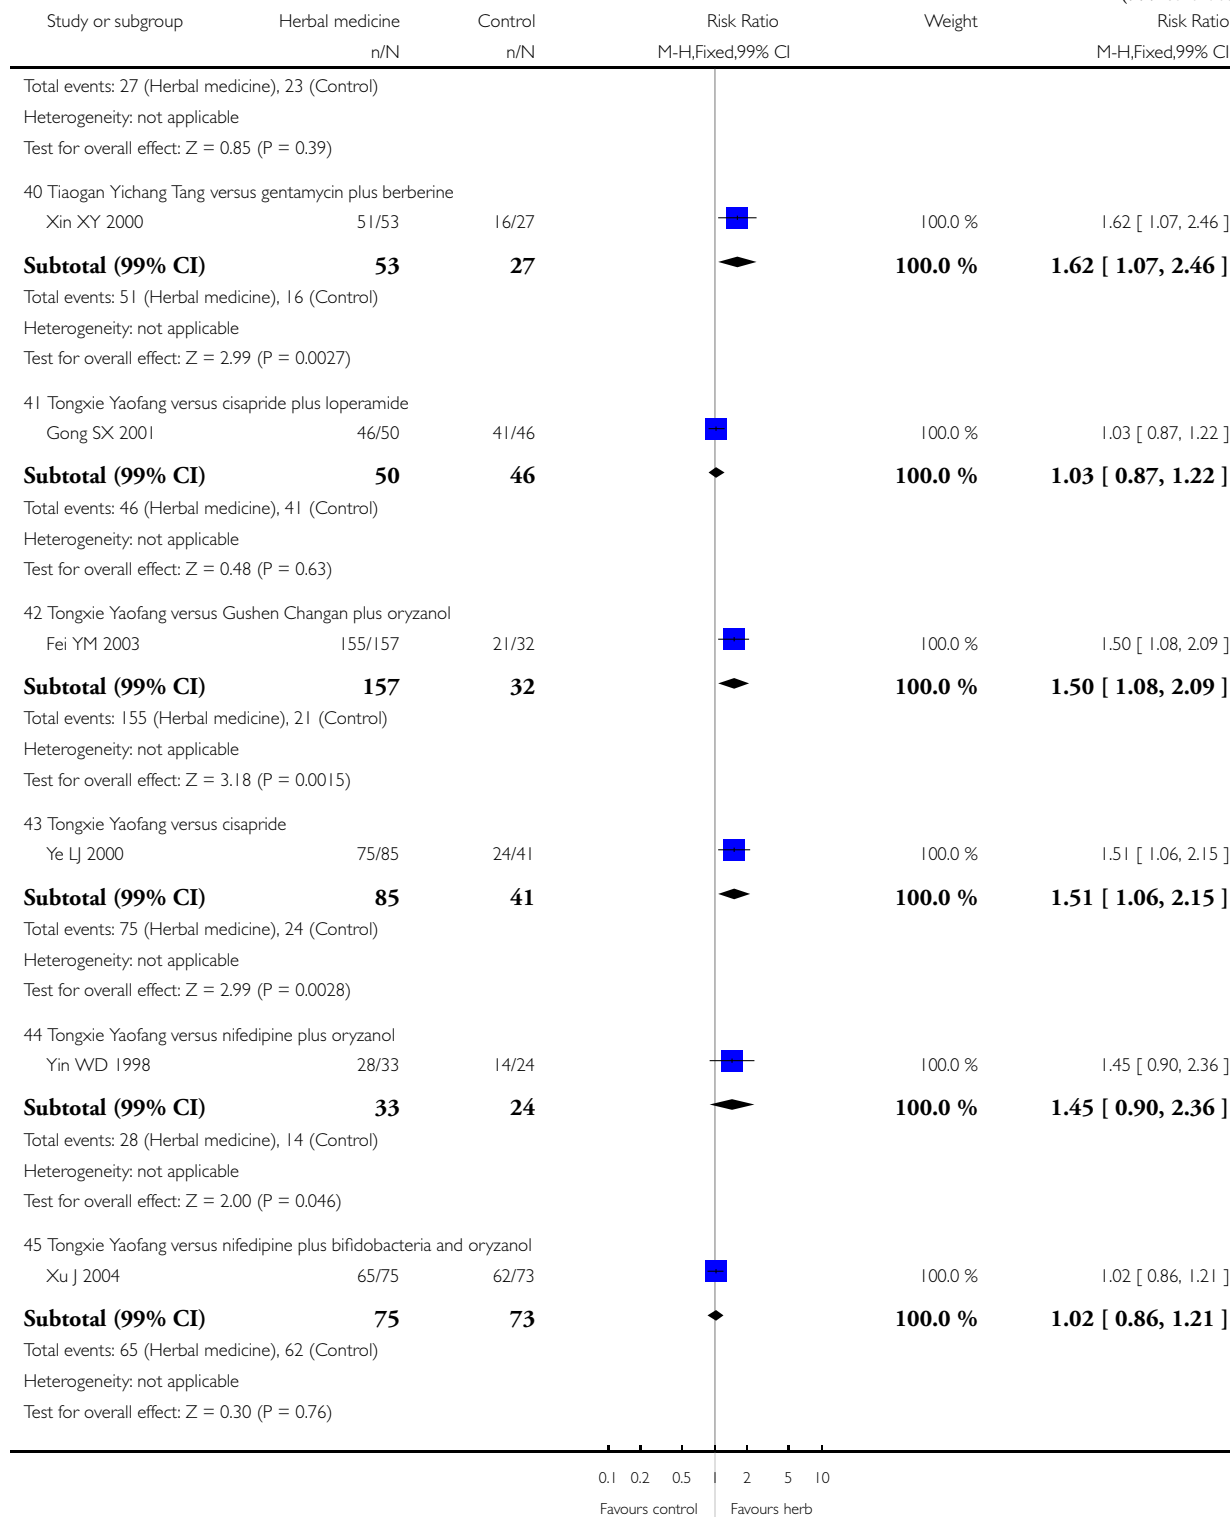 Study or subgroup Herbal medicine Control Risk Ratio Weight Risk Ratio
n/N n/N M-H,Fixed,99% CI M-H,Fixed,99% CI
Total events: 27 (Herbal medicine), 23 (Control)
Heterogeneity: not applicable
Test for overall effect: Z = 0.85 (P = 0.39)
40 Tiaogan Yichang Tang versus gentamycin plus berberine
Xin XY 2000 51/53 16/27 100.0 % 1.62 [ 1.07, 2.46 ]
Subtotal (99% CI) 53 27 100.0 % 1.62 [ 1.07, 2.46 ]
Total events: 51 (Herbal medicine), 16 (Control)
Heterogeneity: not applicable
Test for overall effect: Z = 2.99 (P = 0.0027)
41 Tongxie Yaofang versus cisapride plus loperamide
Gong SX 2001 46/50 41/46 100.0 % 1.03 [ 0.87, 1.22 ]
Subtotal (99% CI) 50 46 100.0 % 1.03 [ 0.87, 1.22 ]
Total events: 46 (Herbal medicine), 41 (Control)
Heterogeneity: not applicable
Test for overall effect: Z = 0.48 (P = 0.63)
42 Tongxie Yaofang versus Gushen Changan plus oryzanol
Fei YM 2003 155/157 21/32 100.0 % 1.50 [ 1.08, 2.09 ]
Subtotal (99% CI) 157 32 100.0 % 1.50 [ 1.08, 2.09 ]
Total events: 155 (Herbal medicine), 21 (Control)
Heterogeneity: not applicable
Test for overall effect: Z = 3.18 (P = 0.0015)
43 Tongxie Yaofang versus cisapride
Ye LJ 2000 75/85 24/41 100.0 % 1.51 [ 1.06, 2.15 ]
Subtotal (99% CI) 85 41 100.0 % 1.51 [ 1.06, 2.15 ]
Total events: 75 (Herbal medicine), 24 (Control)
Heterogeneity: not applicable
Test for overall effect: Z = 2.99 (P = 0.0028)
44 Tongxie Yaofang versus nifedipine plus oryzanol
Yin WD 1998 28/33 14/24 100.0 % 1.45 [ 0.90, 2.36 ]
Subtotal (99% CI) 33 24 100.0 % 1.45 [ 0.90, 2.36 ]
Total events: 28 (Herbal medicine), 14 (Control)
Heterogeneity: not applicable
Test for overall effect: Z = 2.00 (P = 0.046)
45 Tongxie Yaofang versus nifedipine plus bifidobacteria and oryzanol
Xu J 2004 65/75 62/73 100.0 % 1.02 [ 0.86, 1.21 ]
Subtotal (99% CI) 75 73 100.0 % 1.02 [ 0.86, 1.21 ]
Total events: 65 (Herbal medicine), 62 (Control)
Heterogeneity: not applicable
Test for overall effect: Z = 0.30 (P = 0.76)
0.1 0.2 0.5 1 2 5 10
Favours control Favours herb